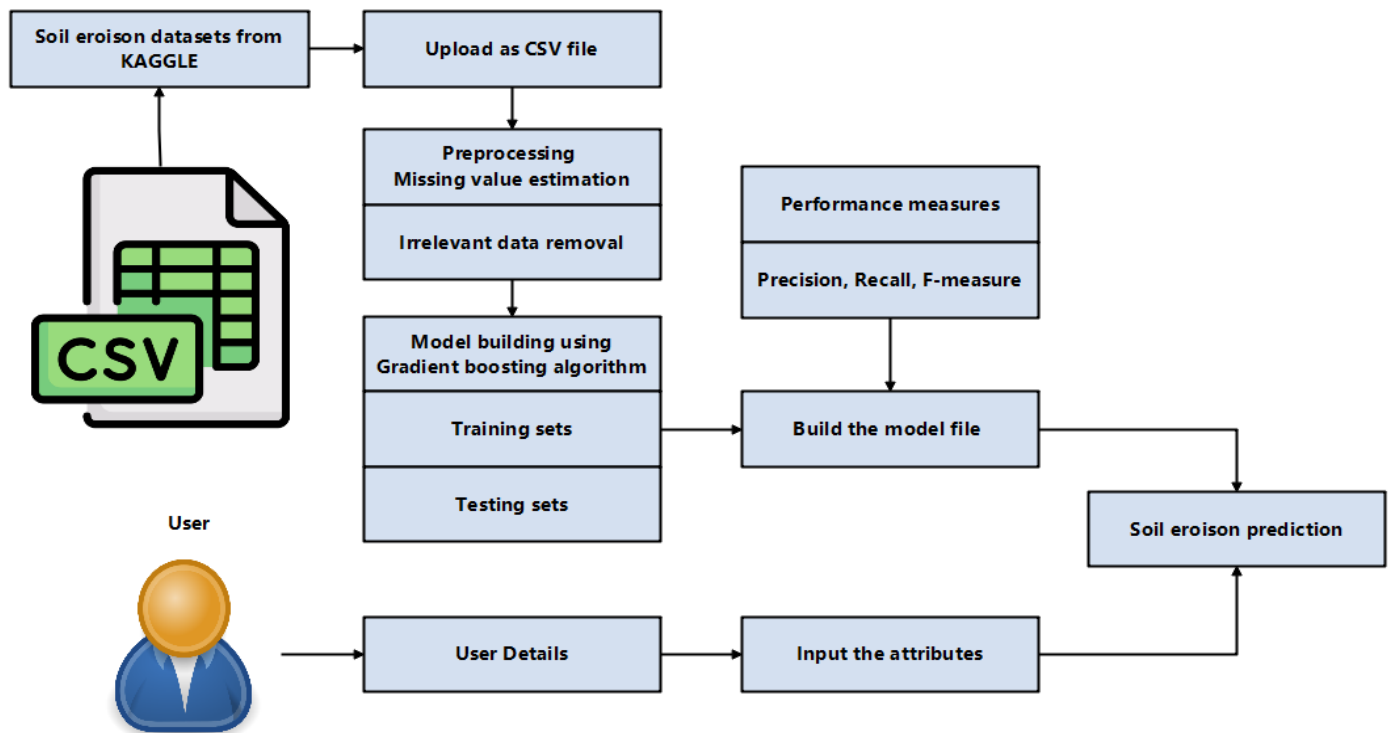 Soil eroison datasets from
KAGGLE
Upload as CSV file
Preprocessing
Missing value estimation
Irrelevant data removal
Performance measures
Precision, Recall, F-measure
CSV
Model building using
Gradient boosting algorithm
Training sets
Testing sets
Build the model file
Soil eroison prediction
User
User Details
Input the attributes